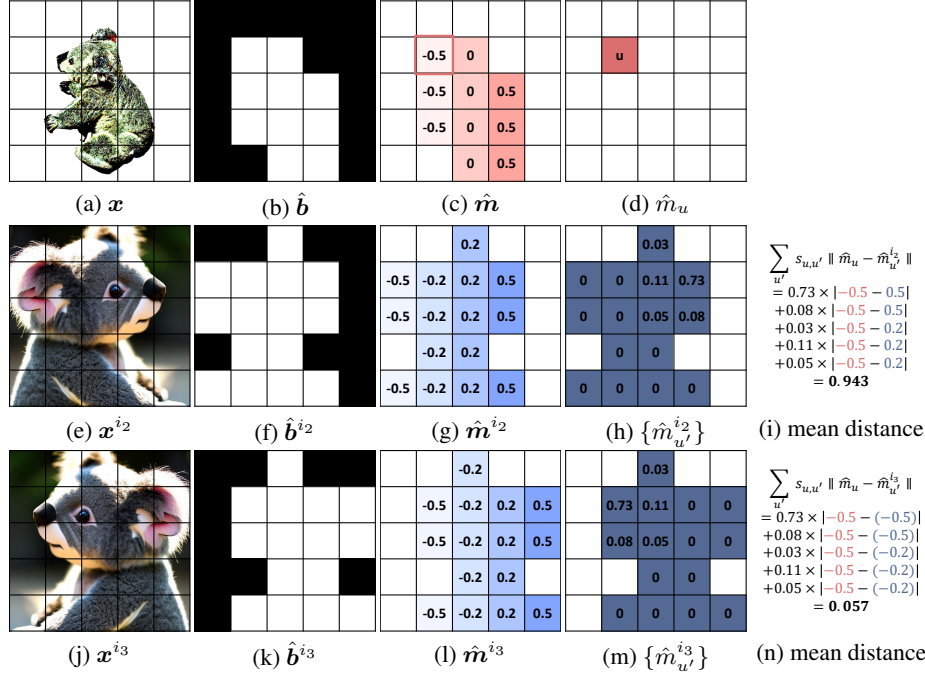 -0.5 0
-0.5 0 0.5
-0.5 0 0.5
0 0.5
u
(a) x
(b) b̂
(c) m̂
(d) m̂_u
0.2
-0.5 -0.2 0.2 0.5
-0.5 -0.2 0.2 0.5
-0.2 0.2
-0.5 -0.2 0.2 0.5
0.03
0 0 0.11 0.73
0 0 0.05 0.08
0 0
0 0 0 0
∑_{u'} s_{u,u'} ‖ m̂_u − m̂_{u'}^{i_2} ‖
= 0.73 × |−0.5 − 0.5|
+0.08 × |−0.5 − 0.5|
+0.03 × |−0.5 − 0.2|
+0.11 × |−0.5 − 0.2|
+0.05 × |−0.5 − 0.2|
= 0.943
(e) x^{i_2}
(f) b̂^{i_2}
(g) m̂^{i_2}
(h) {m̂_{u'}^{i_2}}
(i) mean distance
-0.2
-0.5 -0.2 0.2 0.5
-0.5 -0.2 0.2 0.5
-0.2 0.2
-0.5 -0.2 0.2 0.5
0.03
0.73 0.11 0 0
0.08 0.05 0 0
0 0
0 0 0 0
∑_{u'} s_{u,u'} ‖ m̂_u − m̂_{u'}^{i_3} ‖
= 0.73 × |−0.5 − (−0.5)|
+0.08 × |−0.5 − (−0.5)|
+0.03 × |−0.5 − (−0.2)|
+0.11 × |−0.5 − (−0.2)|
+0.05 × |−0.5 − (−0.2)|
= 0.057
(j) x^{i_3}
(k) b̂^{i_3}
(l) m̂^{i_3}
(m) {m̂_{u'}^{i_3}}
(n) mean distance